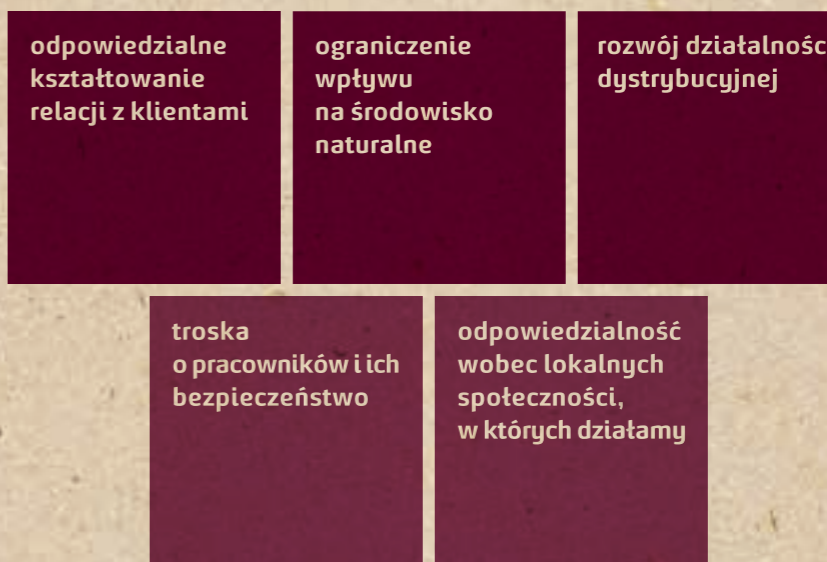 odpowiedzialne
kształtowanie
relacji z klientami
ograniczenie
wpływu
na środowisko
naturalne
rozwój działalnośc
dystrybucyjnej
troska
o pracowników i ich
bezpieczeństwo
odpowiedzialność
wobec lokalnych
społeczności,
w których działamy